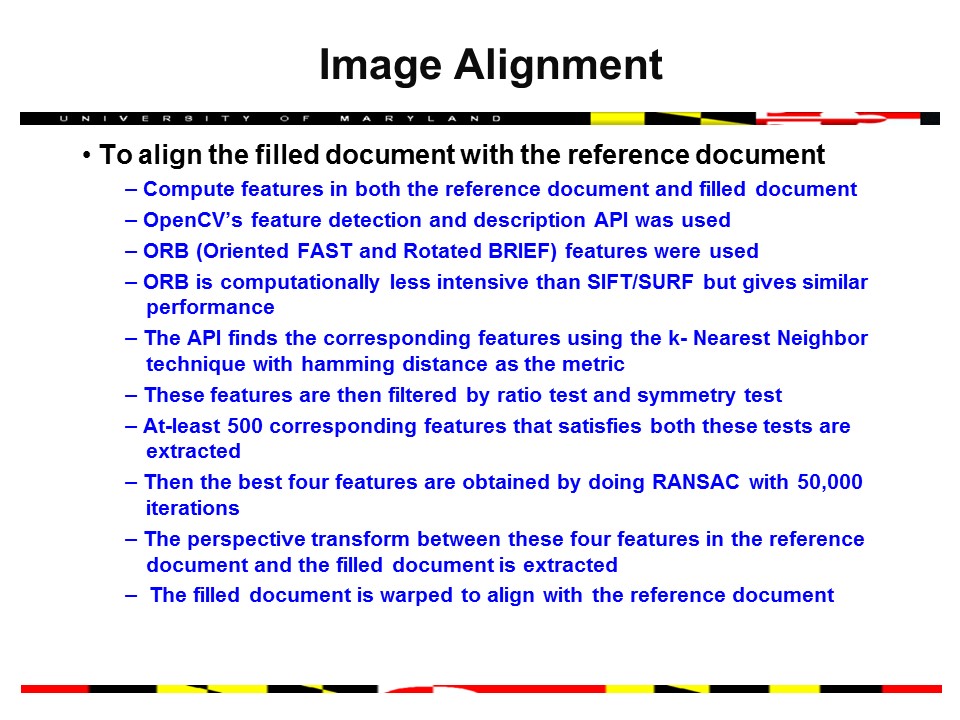 Image Alignment
UNIVERSITY OF MARYLAND
• To align the filled document with the reference document
– Compute features in both the reference document and filled document
– OpenCV’s feature detection and description API was used
– ORB (Oriented FAST and Rotated BRIEF) features were used
– ORB is computationally less intensive than SIFT/SURF but gives similar
performance
– The API finds the corresponding features using the k- Nearest Neighbor
technique with hamming distance as the metric
– These features are then filtered by ratio test and symmetry test
– At-least 500 corresponding features that satisfies both these tests are
extracted
– Then the best four features are obtained by doing RANSAC with 50,000
iterations
– The perspective transform between these four features in the reference
document and the filled document is extracted
– The filled document is warped to align with the reference document